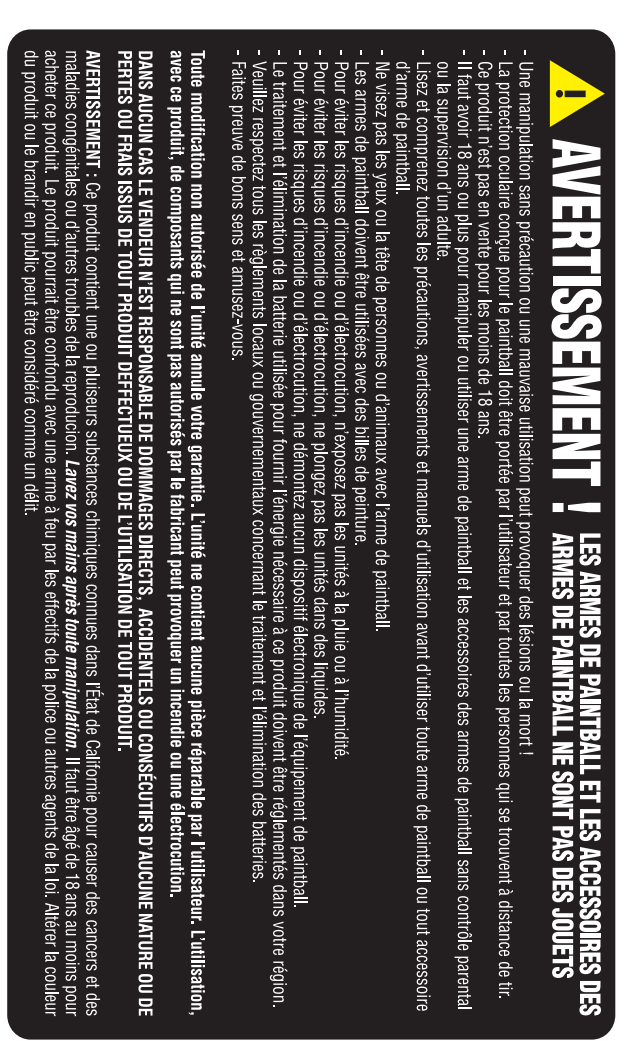 AVERTISSEMENT !
LES ARMES DE PAINTBALL ET LES ACCESSOIRES DES
ARMES DE PAINTBALL NE SONT PAS DES JOUETS
- Une manipulation sans précaution ou une mauvaise utilisation peut provoquer des lésions ou la mort !
- La protection oculaire conçue pour le paintball doit être portée par l'utilisateur et par toutes les personnes qui se trouvent à distance de tir.
- Ce produit n'est pas en vente pour les moins de 18 ans.
- Il faut avoir 18 ans ou plus pour manipuler ou utiliser une arme de paintball et les accessoires des armes de paintball sans contrôle parental
ou la supervision d'un adulte.
- Lisez et comprenez toutes les précautions, avertissements et manuels d'utilisation avant d'utiliser toute arme de paintball ou tout accessoire
d'arme de paintball.
- Ne visez pas les yeux ou la tête de personnes ou d'animaux avec l'arme de paintball.
- Les armes de paintball doivent être utilisées avec des billes de peinture.
- Pour éviter les risques d'incendie ou d'électrocution, n'exposez pas les unités à la pluie ou à l'humidité.
- Pour éviter les risques d'incendie ou d'électrocution, ne plongez pas les unités dans des liquides.
- Pour éviter les risques d'incendie ou d'électrocution, ne démontez aucun dispositif électronique de l'équipement de paintball.
- Le traitement et l'élimination de la batterie utilisée pour fournir l'énergie nécessaire à ce produit doivent être réglementés dans votre région.
- Veuillez respectez tous les règlements locaux ou gouvernementaux concernant le traitement et l'élimination des batteries.
- Faites preuve de bons sens et amusez-vous.
Toute modification non autorisée de l'unité annule votre garantie. L'unité ne contient aucune pièce réparable par l'utilisateur. L'utilisation,
avec ce produit, de composants qui ne sont pas autorisés par le fabricant peut provoquer un incendie ou une électrocution.
DANS AUCUN CAS LE VENDEUR N'EST RESPONSABLE DE DOMMAGES DIRECTS, ACCIDENTELS OU CONSÉCUTIFS D'AUCUNE NATURE OU DE
PERTES OU FRAIS ISSUS DE TOUT PRODUIT DEFFECTUEUX OU DE L'UTILISATION DE TOUT PRODUIT.
AVERTISSEMENT : Ce produit contient une ou pluiseurs substances chimiques connues dans l'État de Californie pour causer des cancers et des
maladies congénitales ou d'autres troubles de la reproducion. Lavez vos mains après toute manipulation. Il faut être âgé de 18 ans au moins pour
acheter ce produit. Le produit pourrait être confondu avec une arme à feu par les effectifs de la police ou autres agents de la loi. Altérer la couleur
du produit ou le brandir en public peut être considéré comme un délit.